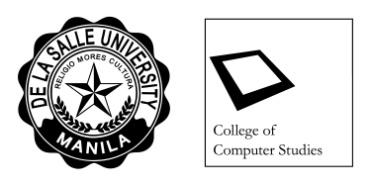 DE LA SALLE UNIVERSITY
RELIGIO MORES CULTURA
MANILA
College of
Computer Studies